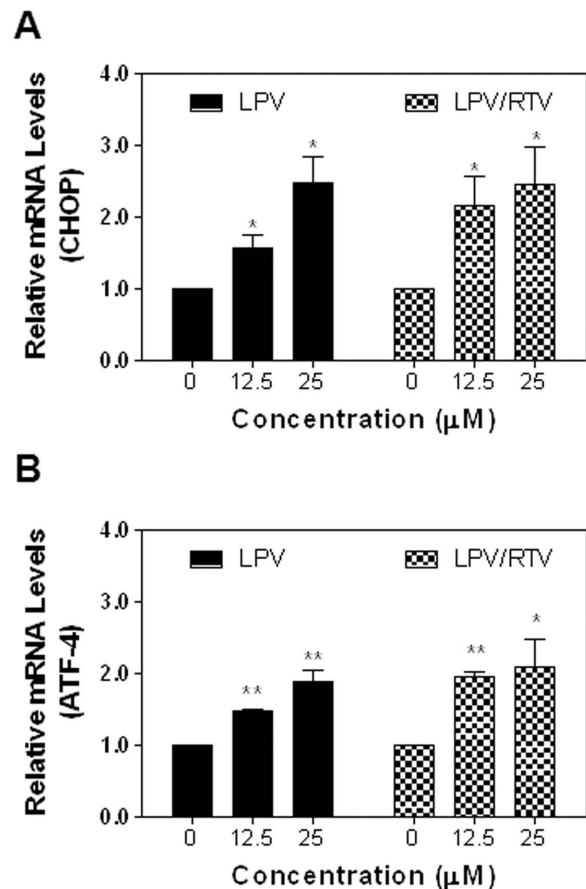 A
Relative mRNA Levels
(CHOP)
4.0
3.0
2.0
1.0
0.0
LPV
LPV/RTV
*
*
*
*
0
12.5
25
0
12.5
25
Concentration (μM)
B
Relative mRNA Levels
(ATF-4)
4.0
3.0
2.0
1.0
0.0
LPV
LPV/RTV
**
**
**
*
0
12.5
25
0
12.5
25
Concentration (μM)